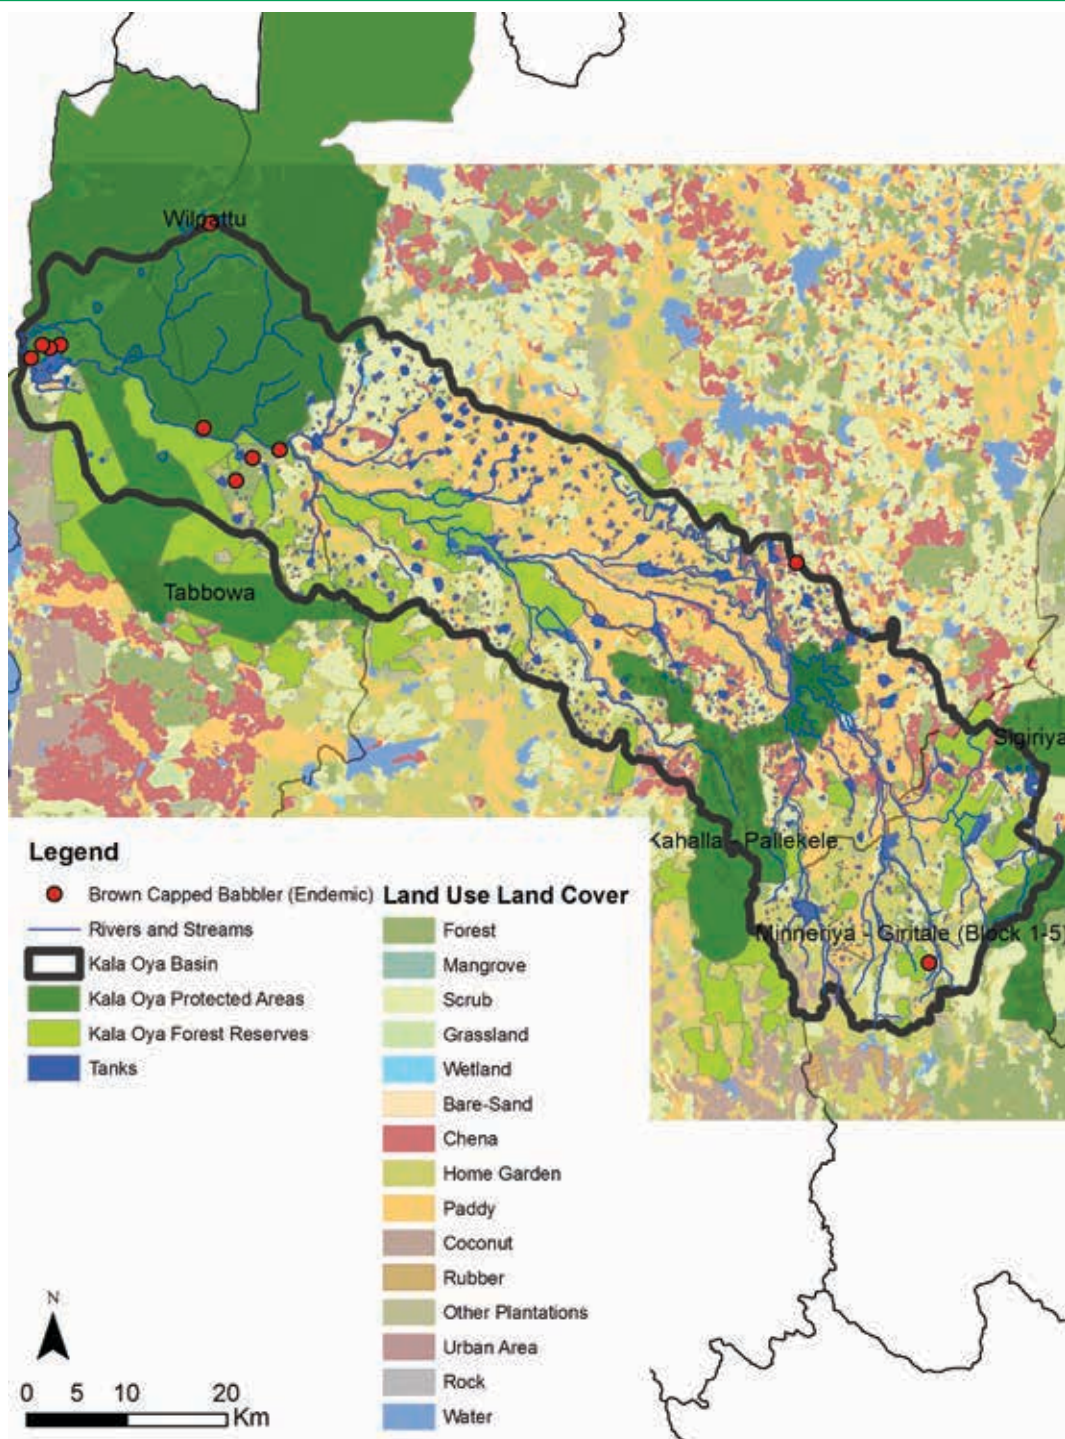 Wilpattu
Tabbowa
Sigiriya
Kahalla - Pallekele
Minneriya - Giritale (Block 1-5)
Legend
Brown Capped Babbler (Endemic)
Rivers and Streams
Kala Oya Basin
Kala Oya Protected Areas
Kala Oya Forest Reserves
Tanks
Land Use Land Cover
Forest
Mangrove
Scrub
Grassland
Wetland
Bare-Sand
Chena
Home Garden
Paddy
Coconut
Rubber
Other Plantations
Urban Area
Rock
Water
N
0 5 10 20
Km